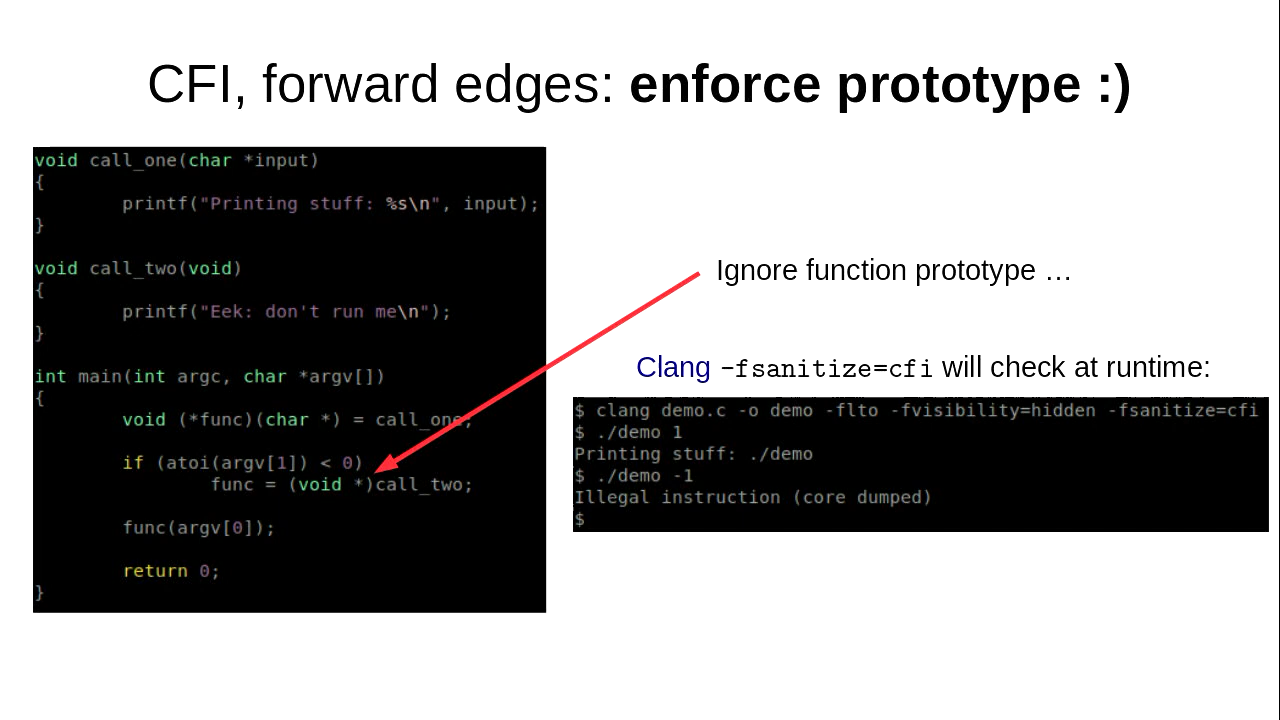 CFI, forward edges: enforce prototype :)
void call_one(char *input)
{
        printf("Printing stuff: %s\n", input);
}
void call_two(void)
{
        printf("Eek: don't run me\n");
}
int main(int argc, char *argv[])
{
        void (*func)(char *) = call_one;
        if (atoi(argv[1]) < 0)
                func = (void *)call_two;
        func(argv[0]);
        return 0;
}
Ignore function prototype …
Clang -fsanitize=cfi will check at runtime:
$ clang demo.c -o demo -flto -fvisibility=hidden -fsanitize=cfi
$ ./demo 1
Printing stuff: ./demo
$ ./demo -1
Illegal instruction (core dumped)
$